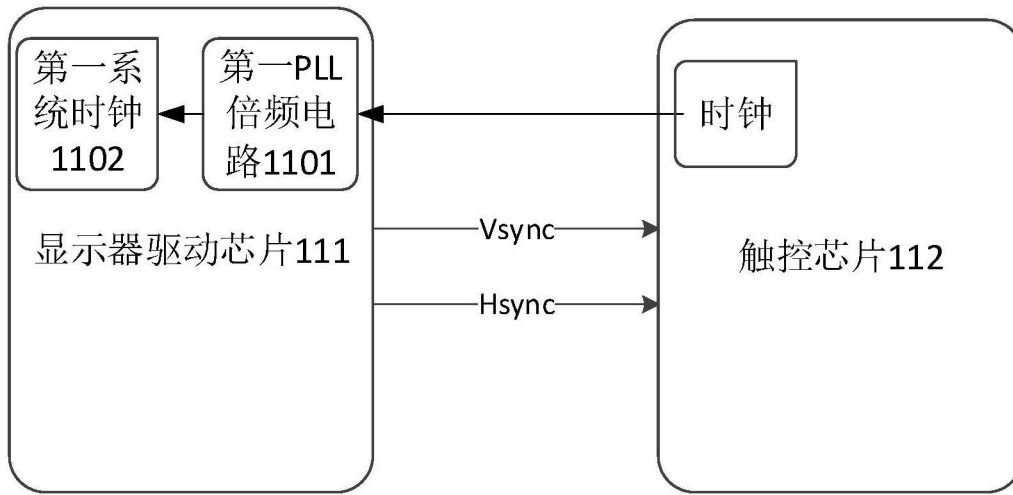 第一系
统时钟
1102
第一PLL
倍频电
路1101
时钟
显示器驱动芯片111
Vsync
Hsync
触控芯片112